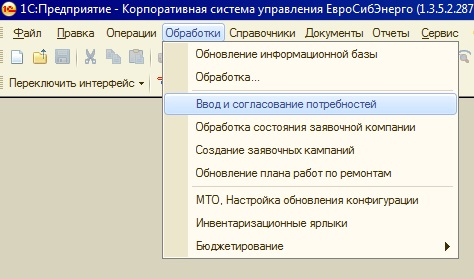 1С:Предприятие - Корпоративная система управления ЕвроСибЭнерго (1.3.5.2.287
Файл Правка Операции Обработки Справочники Документы Отчеты Сервис
Переключить интерфейс
Обновление информационной базы
Обработка...
Ввод и согласование потребностей
Обработка состояния заявочной компании
Создание заявочных кампаний
Обновление плана работ по ремонтам
МТО, Настройка обновления конфигурации
Инвентаризационные ярлыки
Бюджетирование